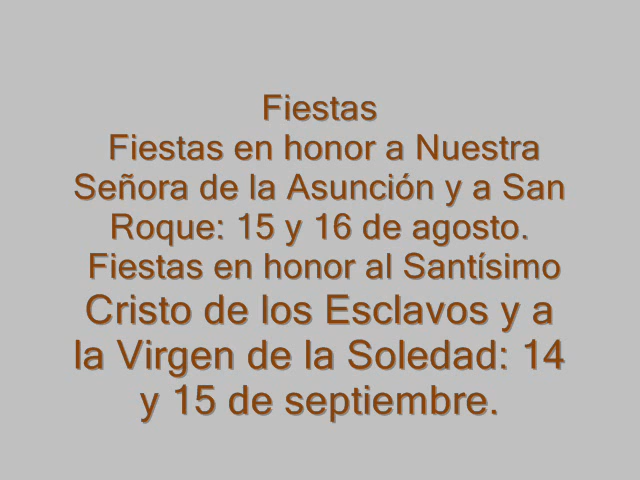 Fiestas
Fiestas en honor a Nuestra
Señora de la Asunción y a San
Roque: 15 y 16 de agosto.
Fiestas en honor al Santísimo
Cristo de los Esclavos y a
la Virgen de la Soledad: 14
y 15 de septiembre.